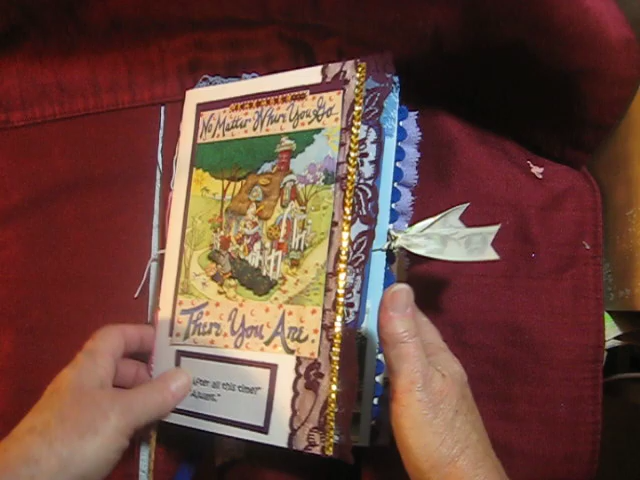 No Matter Where You Go
There You Are
After all this time?"
"Always."